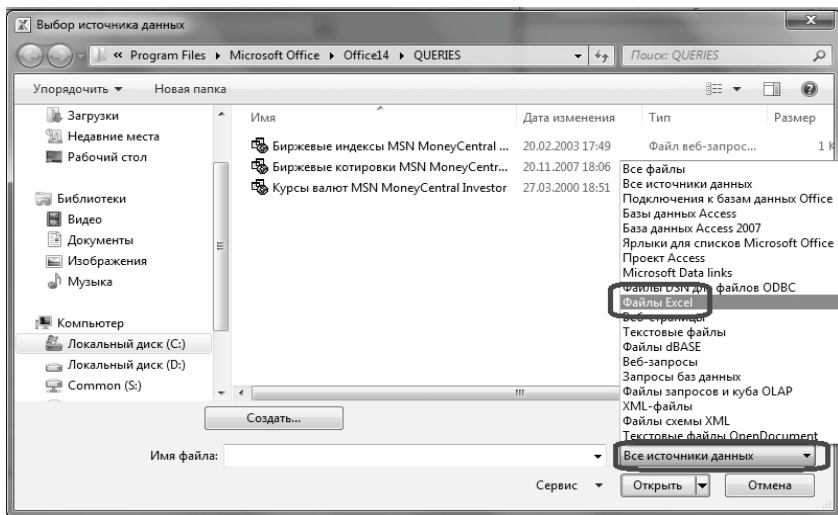 Выбор источника данных
« Program Files ▸ Microsoft Office ▸ Office14 ▸ QUERIES
Поиск: QUERIES
Упорядочить ▼ Новая папка
Имя Дата изменения Тип Размер
Загрузки
Недавние места
Рабочий стол
Библиотеки
Видео
Документы
Изображения
Музыка
Компьютер
Локальный диск (C:)
Локальный диск (D:)
Common (S:)
Биржевые индексы MSN MoneyCentral ... 20.02.2003 17:49 Файл веб-запрос... 1 К
Биржевые котировки MSN MoneyCentr... 20.11.2007 18:06
Курсы валют MSN MoneyCentral Investor 27.03.2000 18:51
Все файлы
Все источники данных
Подключения к базам данных Office
Базы данных Access
База данных Access 2007
Ярлыки для списков Microsoft Office
Проект Access
Microsoft Data links
Файлы DSN для файлов ODBC
Файлы Excel
Веб-страницы
Текстовые файлы
Файлы dBASE
Веб-запросы
Запросы баз данных
Файлы запросов и куба OLAP
XML-файлы
Файлы схемы XML
Текстовые файлы OpenDocument
Создать...
Имя файла:
Все источники данных
Сервис ▼ Открыть ▼ Отмена